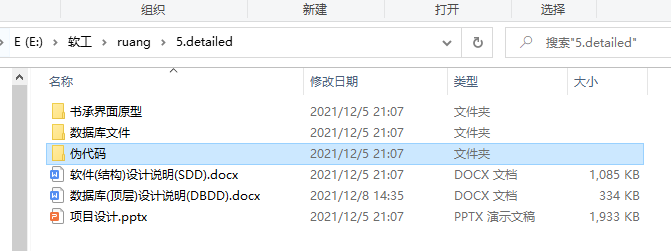 组织 新建 打开 选择
E (E:) 软工 ruang 5.detailed 搜索"5.detailed"
名称 修改日期 类型 大小
书承界面原型 2021/12/5 21:07 文件夹
数据库文件 2021/12/5 21:07 文件夹
伪代码 2021/12/5 21:07 文件夹
软件(结构)设计说明(SDD).docx 2021/12/5 21:07 DOCX 文档 1,085 KB
数据库(顶层)设计说明(DBDD).docx 2021/12/8 14:35 DOCX 文档 334 KB
项目设计.pptx 2021/12/5 21:07 PPTX 演示文稿 1,933 KB